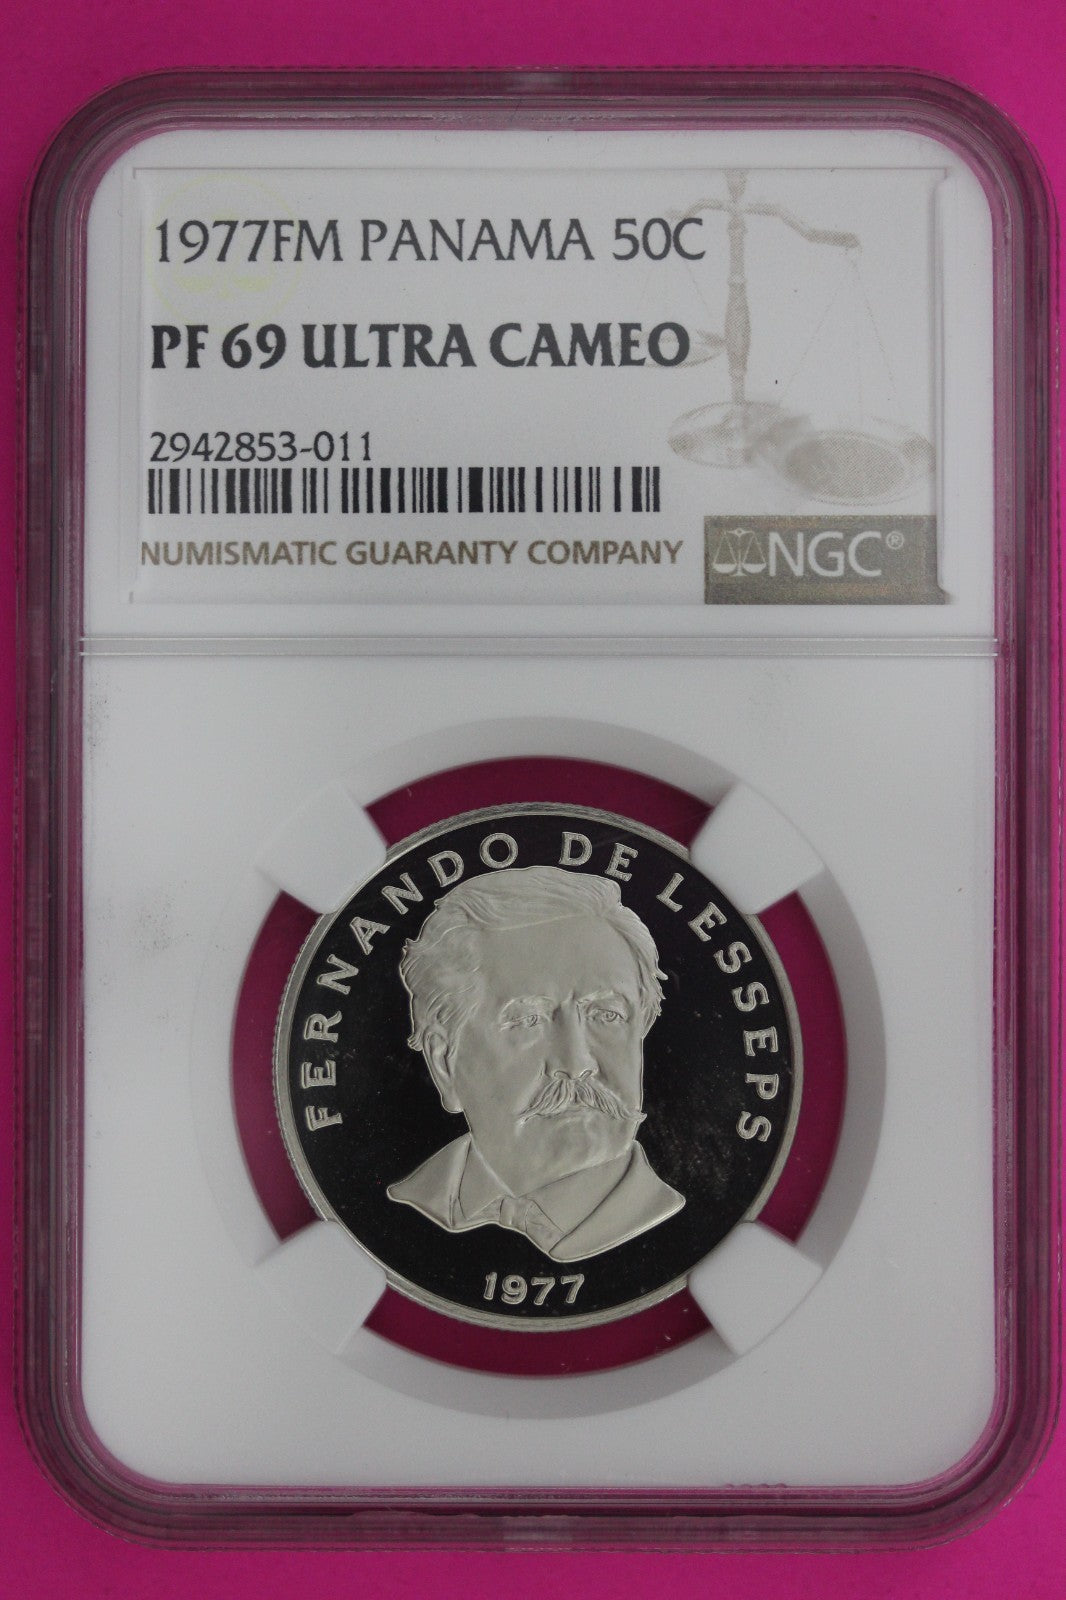 1977FM PANAMA 50C
PF 69 ULTRA CAMEO
2942853-011
NUMISMATIC GUARANTY COMPANY
NGC®
FERNANDO DE LESSEPS
1977